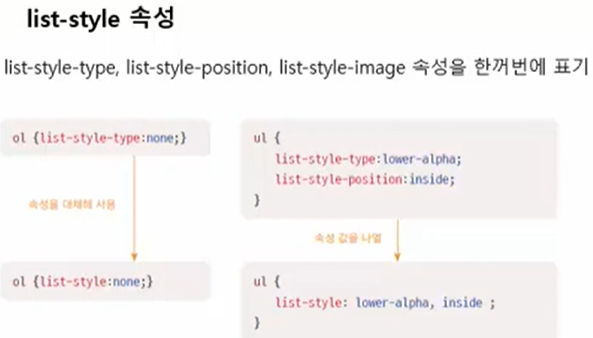 list-style 속성
list-style-type, list-style-position, list-style-image 속성을 한꺼번에 표기
ol {list-style-type:none;}
속성을 대체해 사용
ol {list-style:none;}
ul {
list-style-type:lower-alpha;
list-style-position:inside;
}
속성 값을 나열
ul {
list-style: lower-alpha, inside ;
}